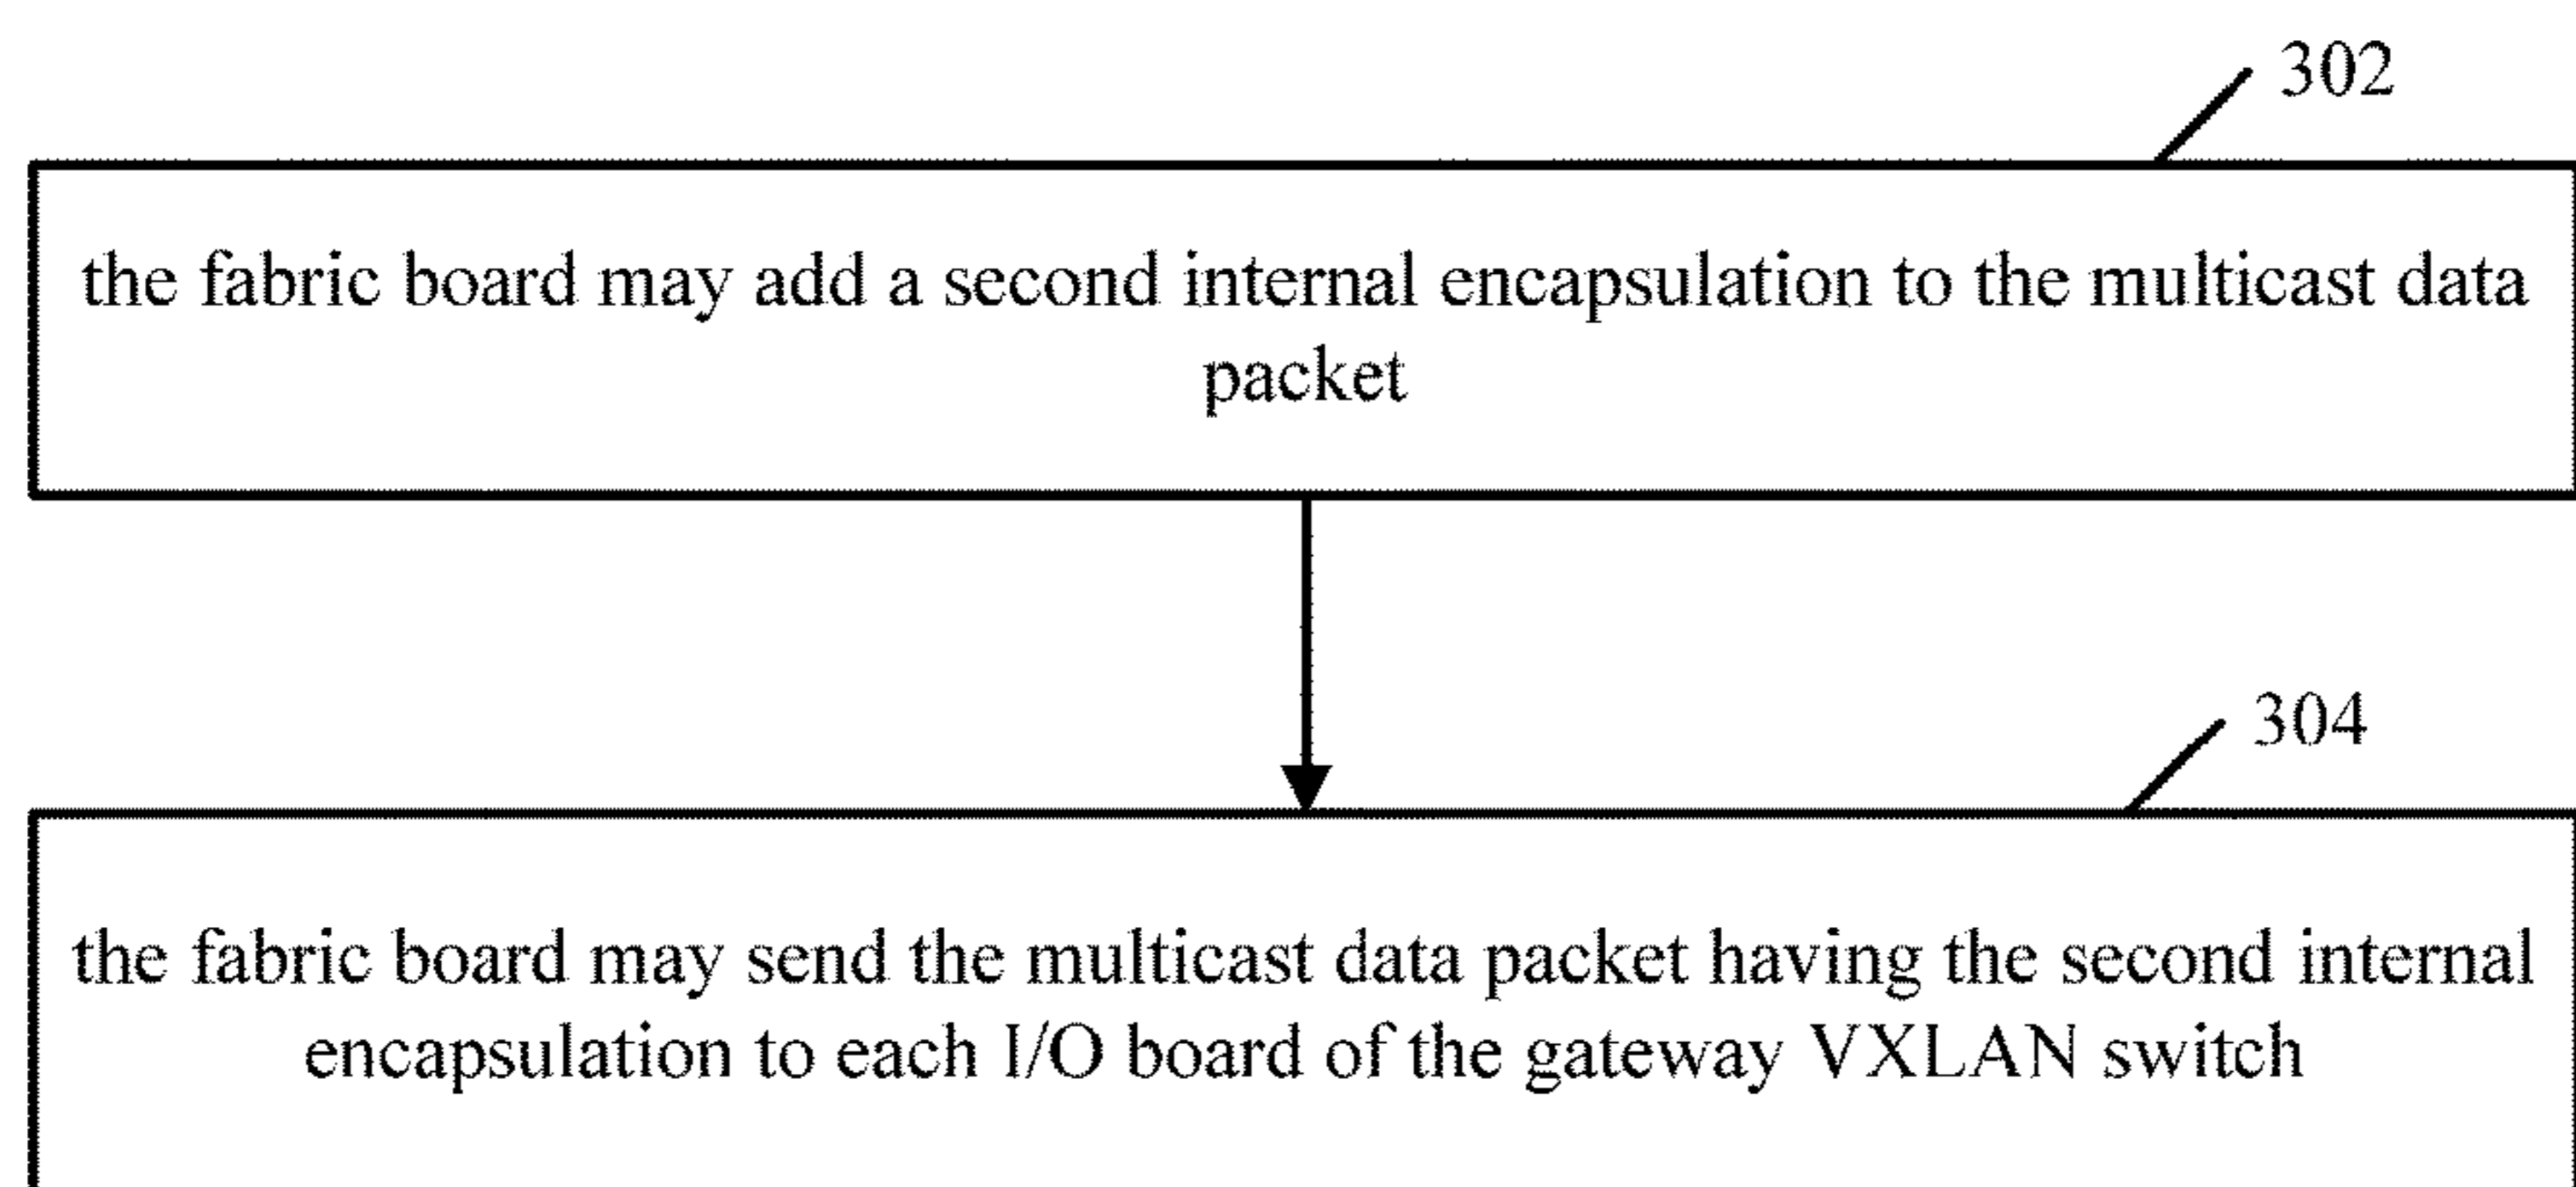 302
the fabric board may add a second internal encapsulation to the multicast data
packet
304
the fabric board may send the multicast data packet having the second internal
encapsulation to each I/O board of the gateway VXLAN switch